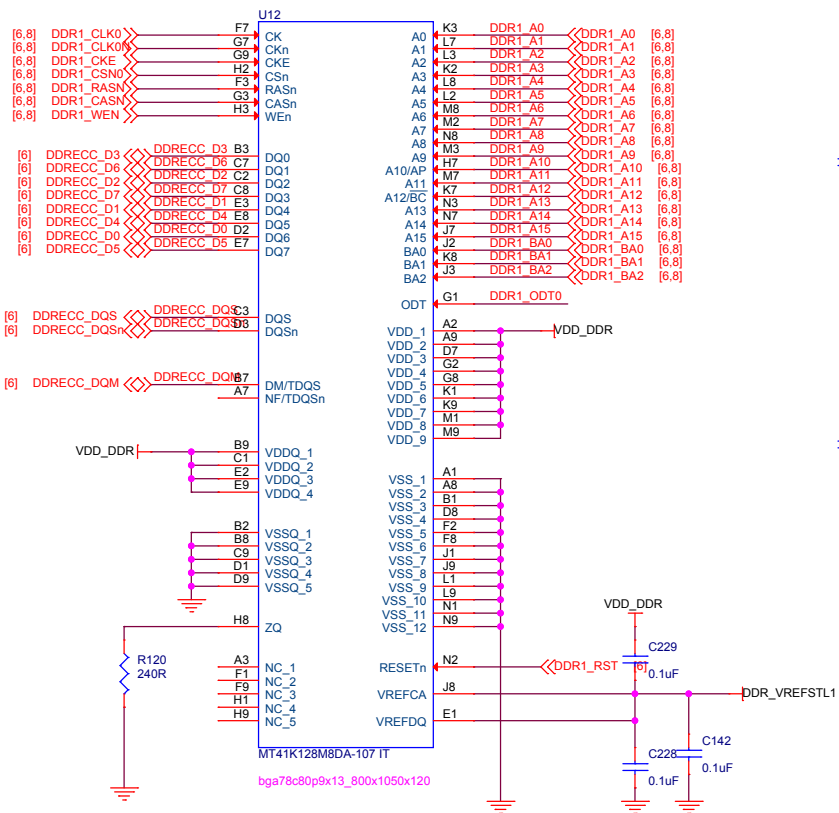 U12
[6,8] DDR1_CLK0 F7 CK A0 K3 DDR1_A0 DDR1_A0 [6,8]
[6,8] DDR1_CLK0N G7 CKn A1 L7 DDR1_A1 DDR1_A1 [6,8]
[6,8] DDR1_CKE G9 CKE A2 L3 DDR1_A2 DDR1_A2 [6,8]
[6,8] DDR1_CSN0 H2 CSn A3 K2 DDR1_A3 DDR1_A3 [6,8]
[6,8] DDR1_RASN F3 RASn A4 L8 DDR1_A4 DDR1_A4 [6,8]
[6,8] DDR1_CASN G3 CASn A5 L2 DDR1_A5 DDR1_A5 [6,8]
[6,8] DDR1_WEN H3 WEn A6 M8 DDR1_A6 DDR1_A6 [6,8]
A7 M2 DDR1_A7 DDR1_A7 [6,8]
A8 N8 DDR1_A8 DDR1_A8 [6,8]
[6] DDRECC_D3 DDRECC_D3 B3 DQ0 A9 M3 DDR1_A9 DDR1_A9 [6,8]
[6] DDRECC_D6 DDRECC_D6 C7 DQ1 A10/AP H7 DDR1_A10 DDR1_A10 [6,8]
[6] DDRECC_D2 DDRECC_D2 C2 DQ2 A11 M7 DDR1_A11 DDR1_A11 [6,8]
[6] DDRECC_D7 DDRECC_D7 C8 DQ3 A12/BC K7 DDR1_A12 DDR1_A12 [6,8]
[6] DDRECC_D1 DDRECC_D1 E3 DQ4 A13 N3 DDR1_A13 DDR1_A13 [6,8]
[6] DDRECC_D4 DDRECC_D4 E8 DQ5 A14 N7 DDR1_A14 DDR1_A14 [6,8]
[6] DDRECC_D0 DDRECC_D0 D2 DQ6 A15 J7 DDR1_A15 DDR1_A15 [6,8]
[6] DDRECC_D5 DDRECC_D5 E7 DQ7 BA0 J2 DDR1_BA0 DDR1_BA0 [6,8]
BA1 K8 DDR1_BA1 DDR1_BA1 [6,8]
BA2 J3 DDR1_BA2 DDR1_BA2 [6,8]
ODT G1 DDR1_ODT0
[6] DDRECC_DQS DDRECC_DQS C3 DQS
[6] DDRECC_DQSn DDRECC_DQSn D3 DQSn
VDD_1 A2 VDD_DDR
VDD_2 A9
VDD_3 D7
VDD_4 G2
[6] DDRECC_DQM DDRECC_DQM B7 DM/TDQS VDD_5 G8
A7 NF/TDQSn VDD_6 K1
VDD_7 K9
VDD_8 M1
VDD_9 M9
VDD_DDR B9 VDDQ_1
C1 VDDQ_2
E2 VDDQ_3
E9 VDDQ_4
VSS_1 A1
VSS_2 A8
VSS_3 B1
VSS_4 D8
B2 VSSQ_1 VSS_5 F2
B8 VSSQ_2 VSS_6 F8
C9 VSSQ_3 VSS_7 J1
D1 VSSQ_4 VSS_8 J9
D9 VSSQ_5 VSS_9 L1
VSS_10 L9
VSS_11 N1
H8 ZQ VSS_12 N9
VDD_DDR
C229
0.1uF
R120
240R
A3 NC_1 RESETn N2 DDR1_RST [6]
F1 NC_2
F9 NC_3 VREFCA J8 DDR_VREFSTL1
H1 NC_4
H9 NC_5 VREFDQ E1
C228
0.1uF
C142
0.1uF
MT41K128M8DA-107 IT
bga78c80p9x13_800x1050x120